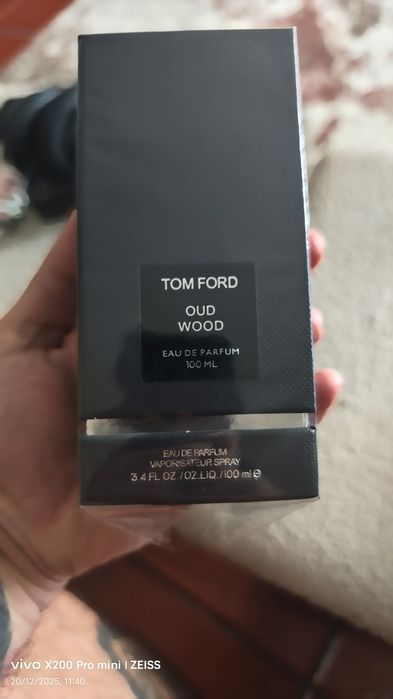 TOM FORD
OUD
WOOD
EAU DE PARFUM
100 ML
EAU DE PARFUM
VAPORISATEUR SPRAY
3.4 FL. OZ. / OZ. LIQ. / 100 ml ℮
vivo X200 Pro mini | ZEISS
20/12/2025, 11:40